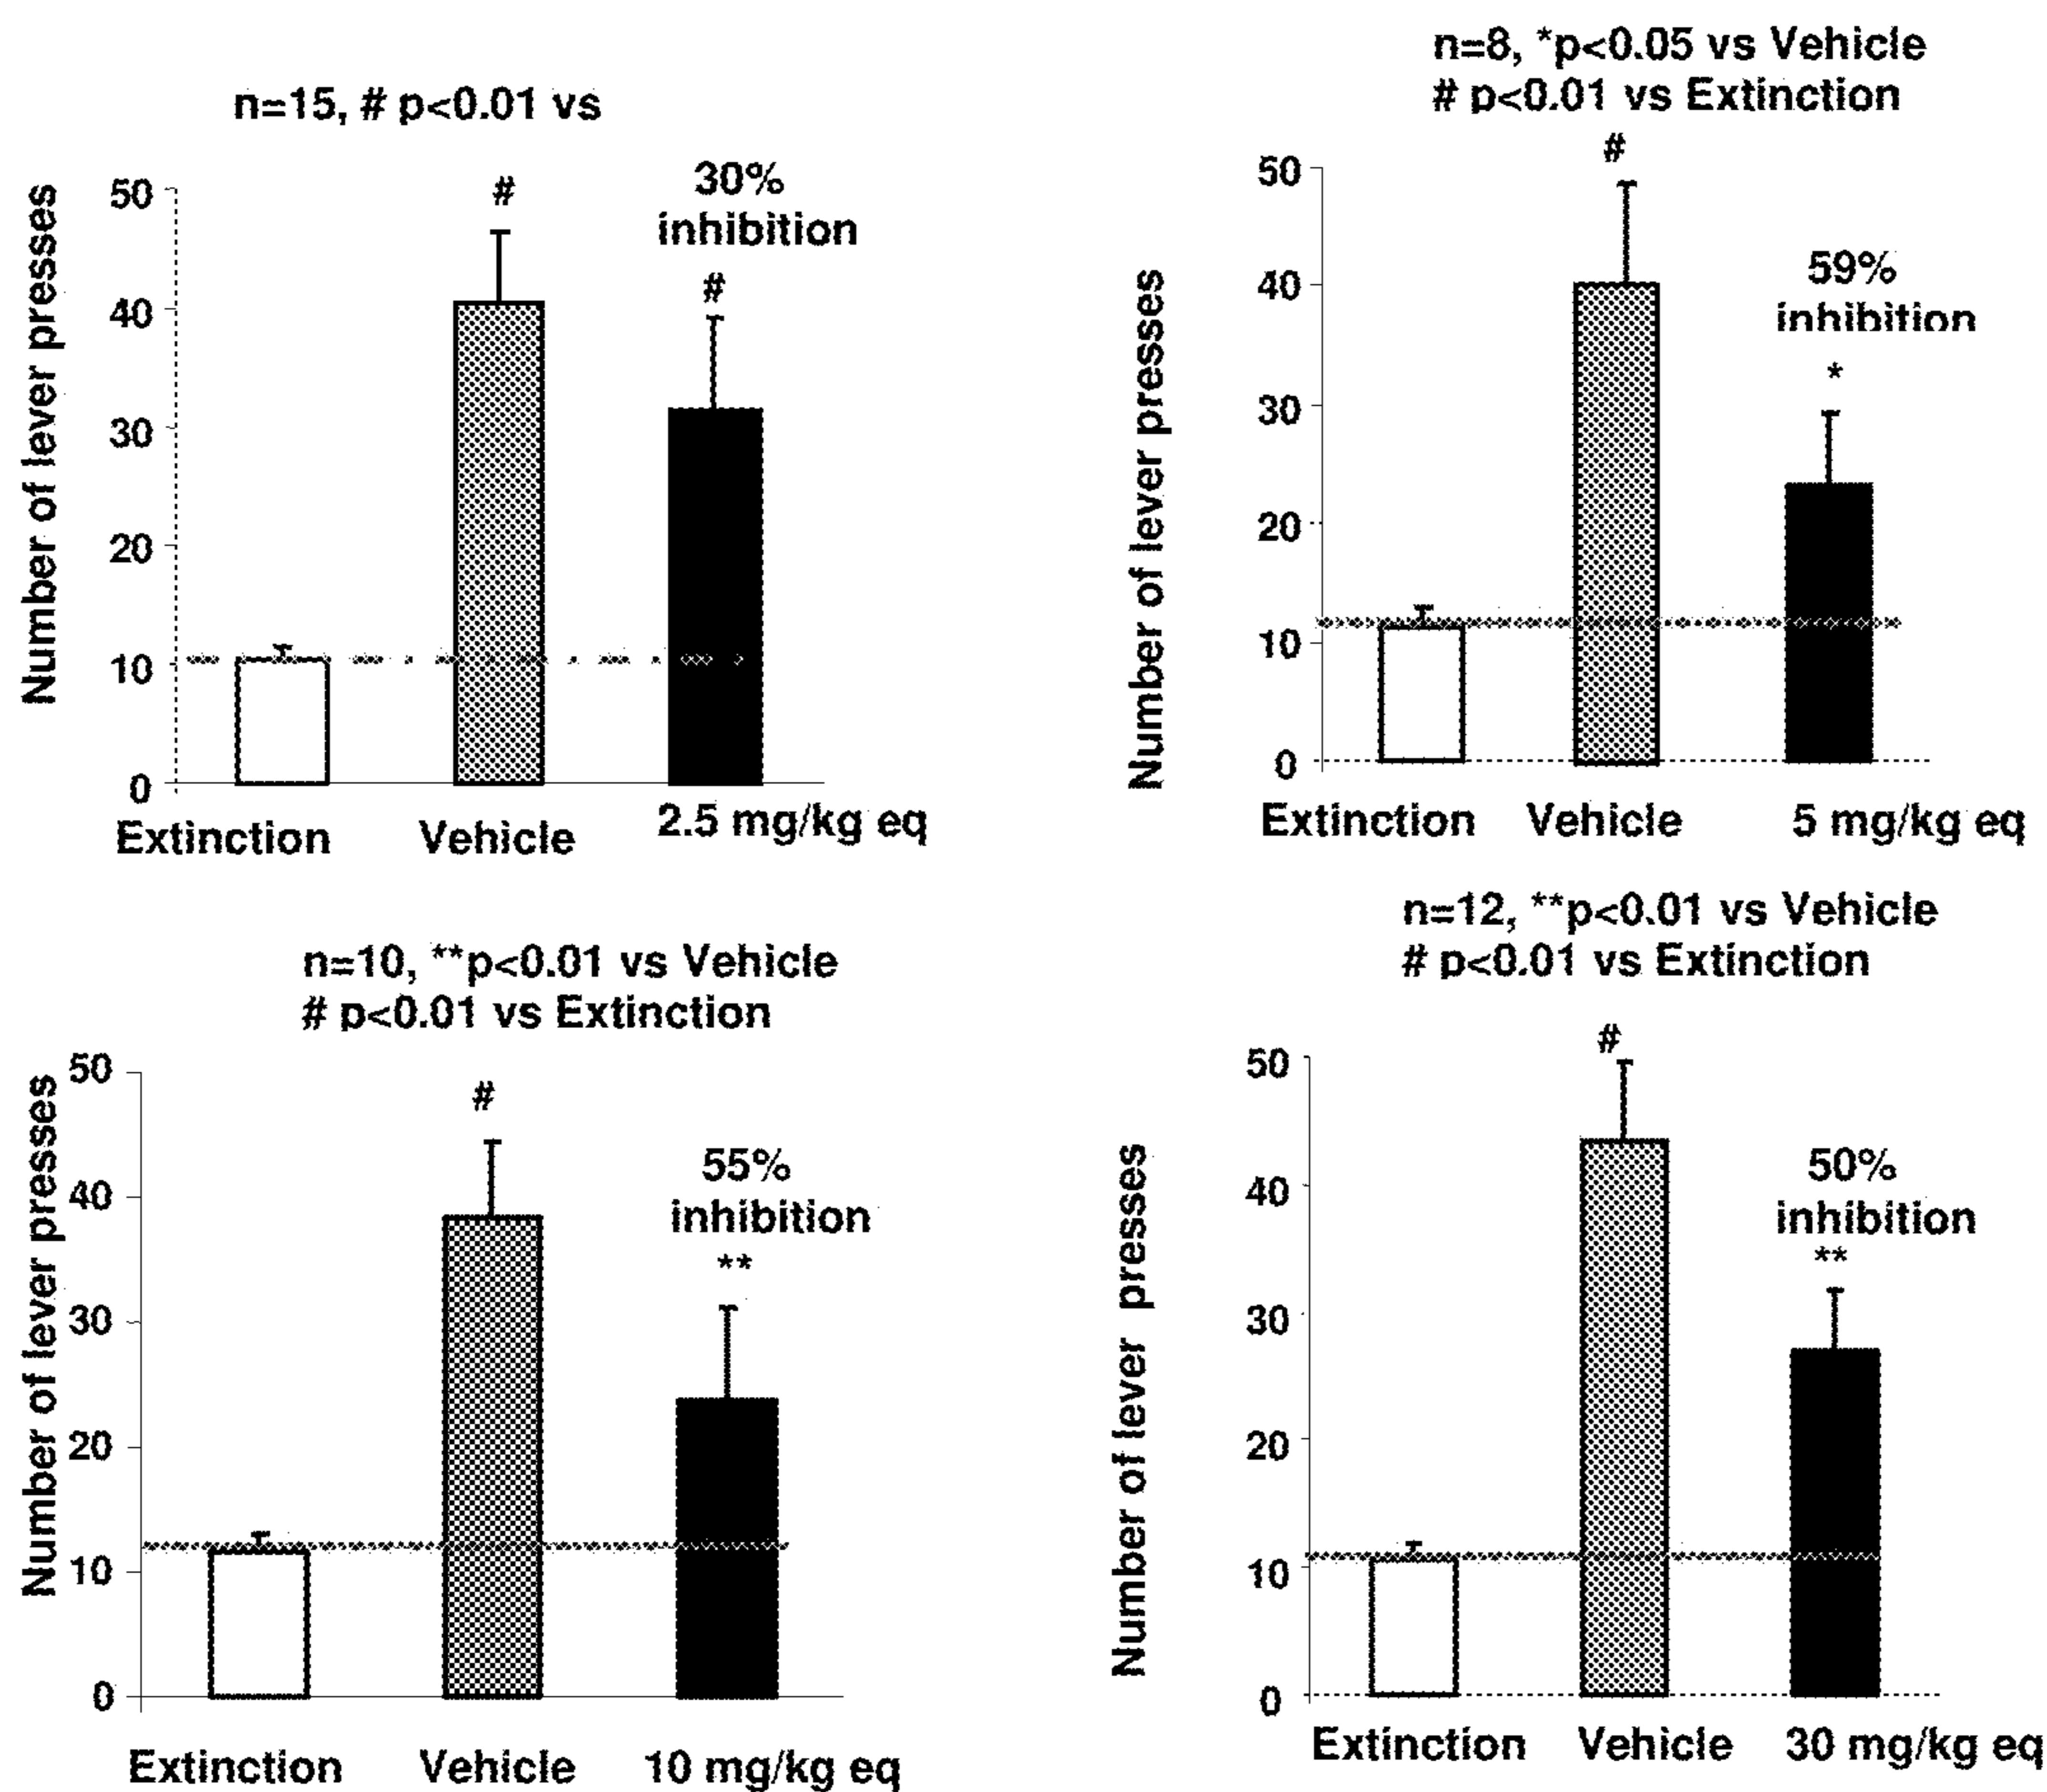 n=15, # p<0.01 vs
Number of lever presses
50
40
30
20
10
0
#
30%
inhibition
#
Extinction Vehicle 2.5 mg/kg eq
n=8, *p<0.05 vs Vehicle
# p<0.01 vs Extinction
Number of lever presses
50
40
30
20
10
0
#
59%
inhibition
*
Extinction Vehicle 5 mg/kg eq
n=10, **p<0.01 vs Vehicle
# p<0.01 vs Extinction
Number of lever presses
50
40
30
20
10
0
#
55%
inhibition
**
Extinction Vehicle 10 mg/kg eq
n=12, **p<0.01 vs Vehicle
# p<0.01 vs Extinction
Number of lever presses
50
40
30
20
10
0
#
50%
inhibition
**
Extinction Vehicle 30 mg/kg eq